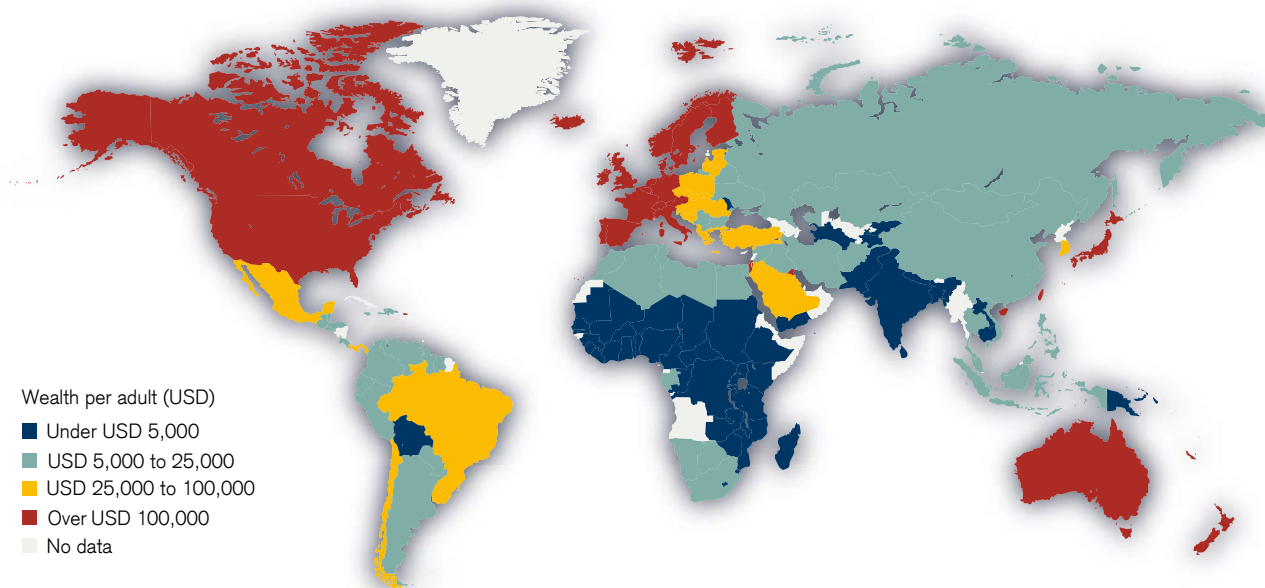 Wealth per adult (USD)
Under USD 5,000
USD 5,000 to 25,000
USD 25,000 to 100,000
Over USD 100,000
No data